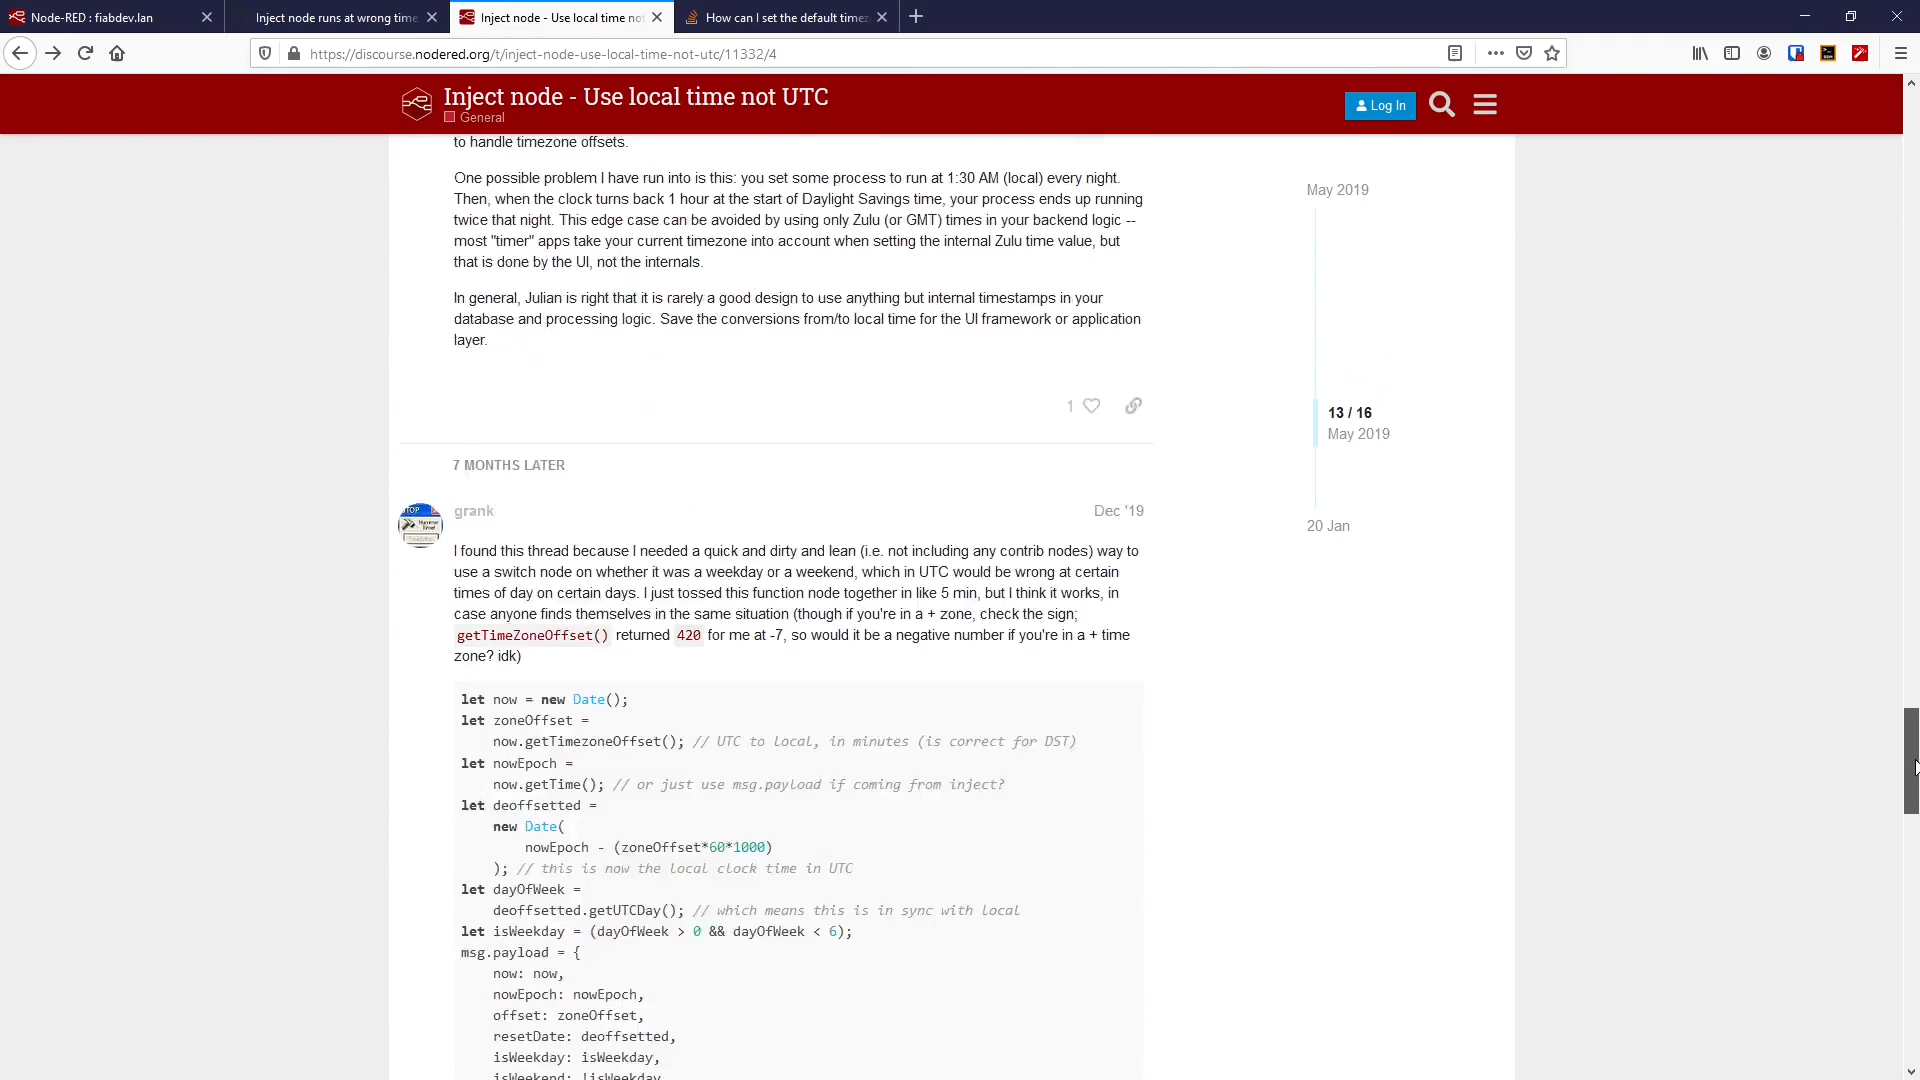 Node-RED : fiabdev.lan
Inject node runs at wrong time
Inject node - Use local time not
How can I set the default timez
https://discourse.nodered.org/t/inject-node-use-local-time-not-utc/11332/4
Inject node - Use local time not UTC
General
Log In
to handle timezone offsets.
One possible problem I have run into is this: you set some process to run at 1:30 AM (local) every night.
Then, when the clock turns back 1 hour at the start of Daylight Savings time, your process ends up running
twice that night. This edge case can be avoided by using only Zulu (or GMT) times in your backend logic --
most "timer" apps take your current timezone into account when setting the internal Zulu time value, but
that is done by the UI, not the internals.
In general, Julian is right that it is rarely a good design to use anything but internal timestamps in your
database and processing logic. Save the conversions from/to local time for the UI framework or application
layer.
1
May 2019
13 / 16
May 2019
20 Jan
7 MONTHS LATER
grank
Dec '19
I found this thread because I needed a quick and dirty and lean (i.e. not including any contrib nodes) way to
use a switch node on whether it was a weekday or a weekend, which in UTC would be wrong at certain
times of day on certain days. I just tossed this function node together in like 5 min, but I think it works, in
case anyone finds themselves in the same situation (though if you're in a + zone, check the sign;
getTimeZoneOffset() returned 420 for me at -7, so would it be a negative number if you're in a + time
zone? idk)
let now = new Date();
let zoneOffset =
now.getTimezoneOffset(); // UTC to local, in minutes (is correct for DST)
let nowEpoch =
now.getTime(); // or just use msg.payload if coming from inject?
let deoffsetted =
new Date(
nowEpoch - (zoneOffset*60*1000)
); // this is now the local clock time in UTC
let dayOfWeek =
deoffsetted.getUTCDay(); // which means this is in sync with local
let isWeekday = (dayOfWeek > 0 && dayOfWeek < 6);
msg.payload = {
now: now,
nowEpoch: nowEpoch,
offset: zoneOffset,
resetDate: deoffsetted,
isWeekday: isWeekday,
isWeekend: !isWeekday